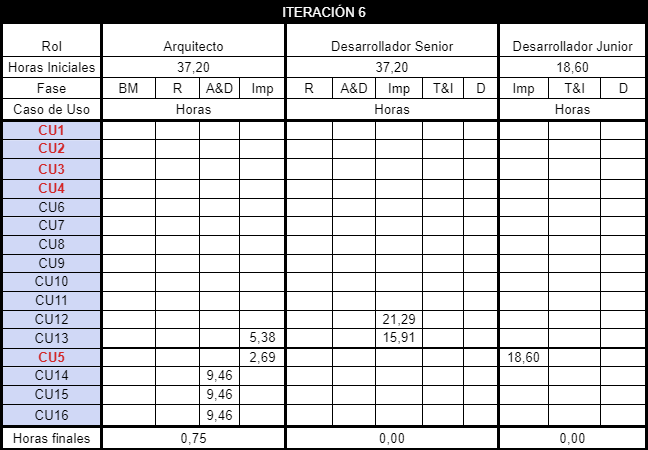 ITERACIÓN 6
Rol Arquitecto Desarrollador Senior Desarrollador Junior
Horas Iniciales 37,20 37,20 18,60
Fase BM R A&D Imp R A&D Imp T&I D Imp T&I D
Caso de Uso Horas Horas Horas
CU1
CU2
CU3
CU4
CU6
CU7
CU8
CU9
CU10
CU11
CU12 21,29
CU13 5,38 15,91
CU5 2,69 18,60
CU14 9,46
CU15 9,46
CU16 9,46
Horas finales 0,75 0,00 0,00